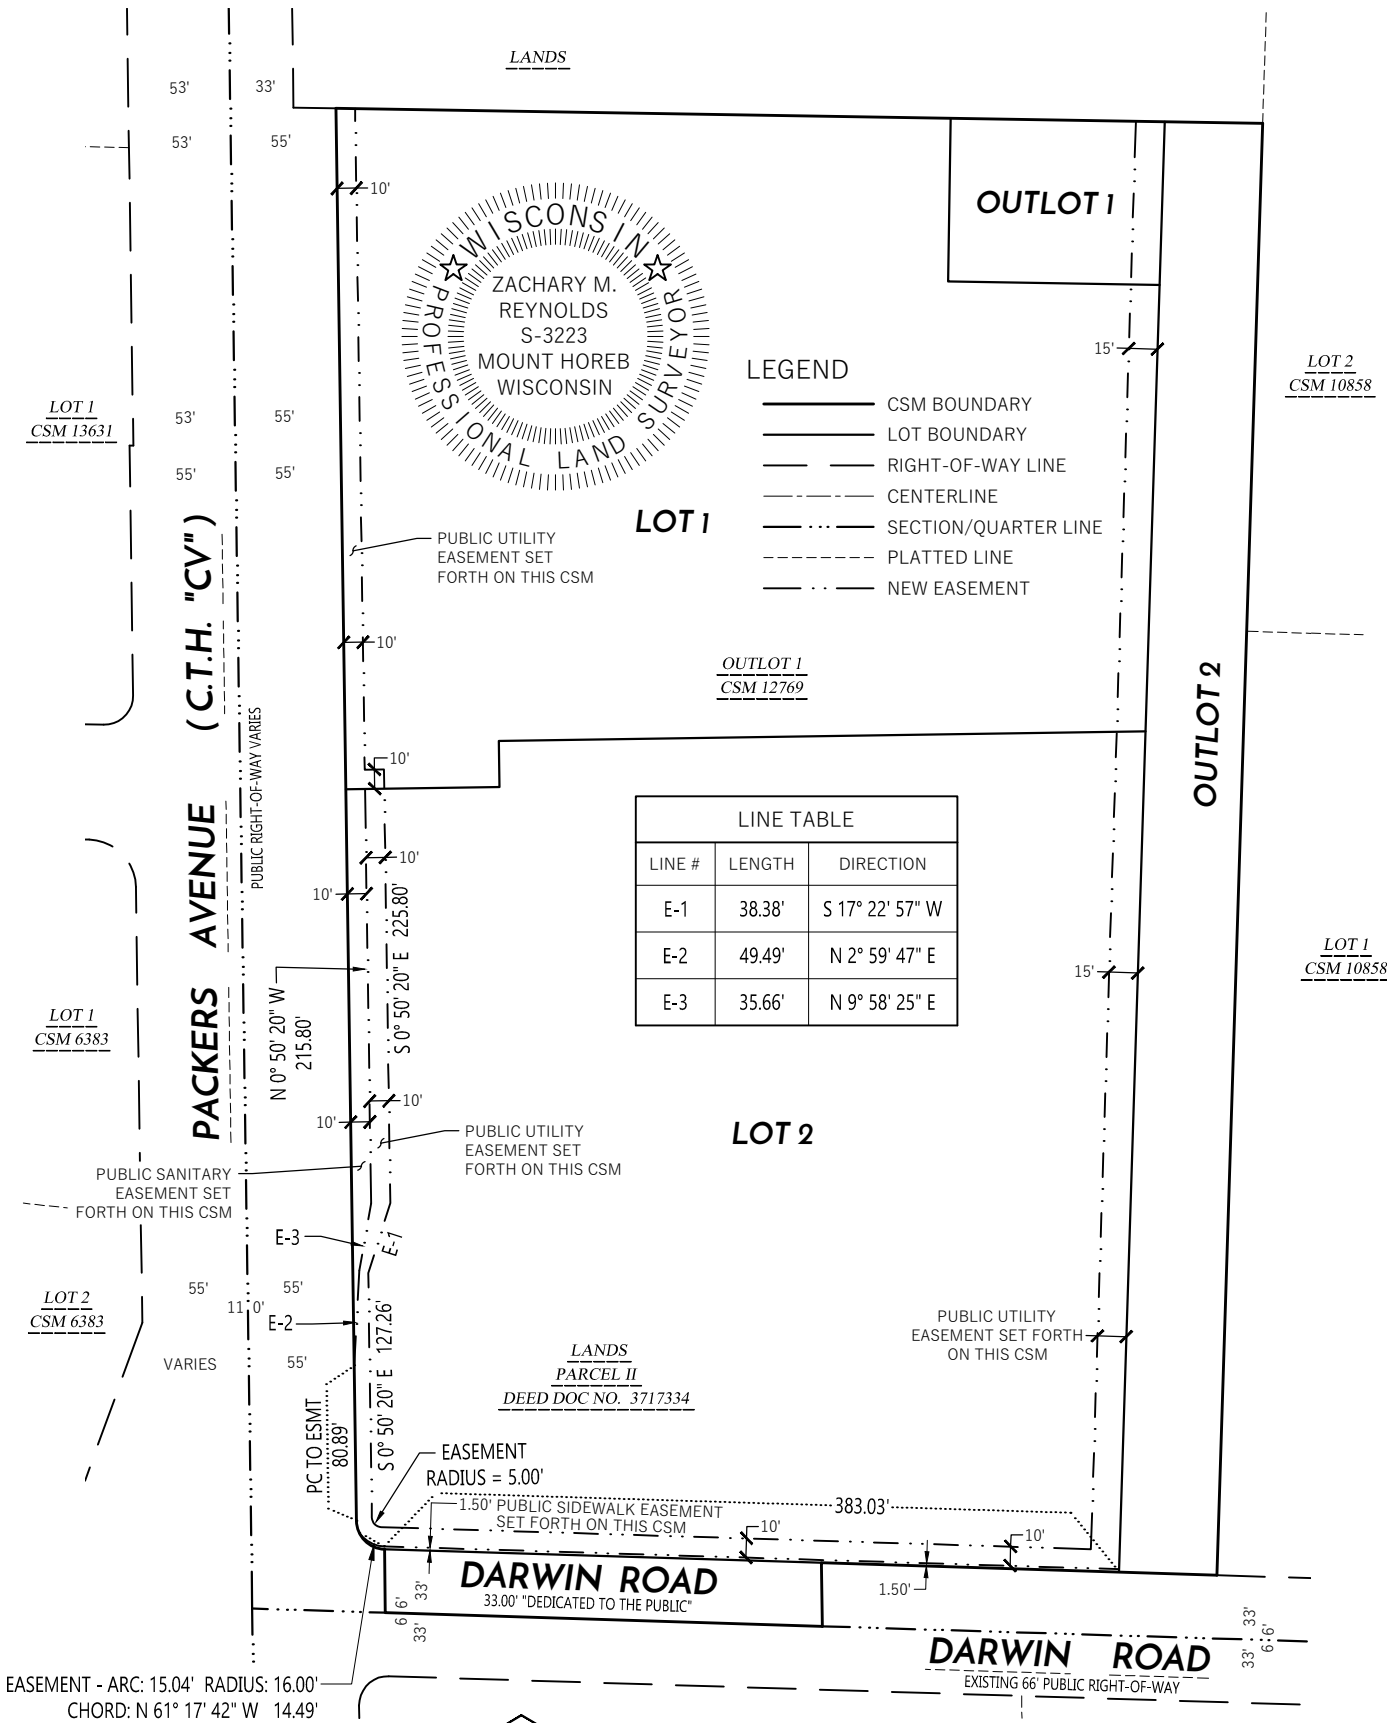 LANDS
53'
33'
53'
55'
10'
OUTLOT 1
WISCONSIN
PROFESSIONAL LAND SURVEYOR
ZACHARY M.
REYNOLDS
S-3223
MOUNT HOREB
WISCONSIN
15'
LOT 2
CSM 10858
LEGEND
CSM BOUNDARY
LOT BOUNDARY
RIGHT-OF-WAY LINE
CENTERLINE
SECTION/QUARTER LINE
PLATTED LINE
NEW EASEMENT
LOT 1
CSM 13631
53'
55'
55'
55'
LOT 1
PUBLIC UTILITY
EASEMENT SET
FORTH ON THIS CSM
10'
OUTLOT 1
CSM 12769
OUTLOT 2
PACKERS AVENUE (C.T.H. "CV")
PUBLIC RIGHT-OF-WAY VARIES
10'
LINE TABLE
LINE # LENGTH DIRECTION
E-1 38.38' S 17° 22' 57" W
E-2 49.49' N 2° 59' 47" E
E-3 35.66' N 9° 58' 25" E
10'
10'
S 0° 50' 20" E 225.80'
N 0° 50' 20" W
215.80'
15'
LOT 1
CSM 10858
LOT 1
CSM 6383
10'
10'
LOT 2
PUBLIC UTILITY
EASEMENT SET
FORTH ON THIS CSM
PUBLIC SANITARY
EASEMENT SET
FORTH ON THIS CSM
E-3
E-1
55'
55'
110'
E-2
LOT 2
CSM 6383
VARIES
55'
S 0° 50' 20" E 127.26'
PUBLIC UTILITY
EASEMENT SET FORTH
ON THIS CSM
LANDS
PARCEL II
DEED DOC NO. 3717334
PC TO ESMT
80.89'
EASEMENT
RADIUS = 5.00'
1.50' PUBLIC SIDEWALK EASEMENT
SET FORTH ON THIS CSM
383.03'
10'
10'
1.50'
DARWIN ROAD
33.00' "DEDICATED TO THE PUBLIC"
33'
66'
33'
33'
66'
33'
DARWIN ROAD
EXISTING 66' PUBLIC RIGHT-OF-WAY
EASEMENT - ARC: 15.04' RADIUS: 16.00'
CHORD: N 61° 17' 42" W 14.49'